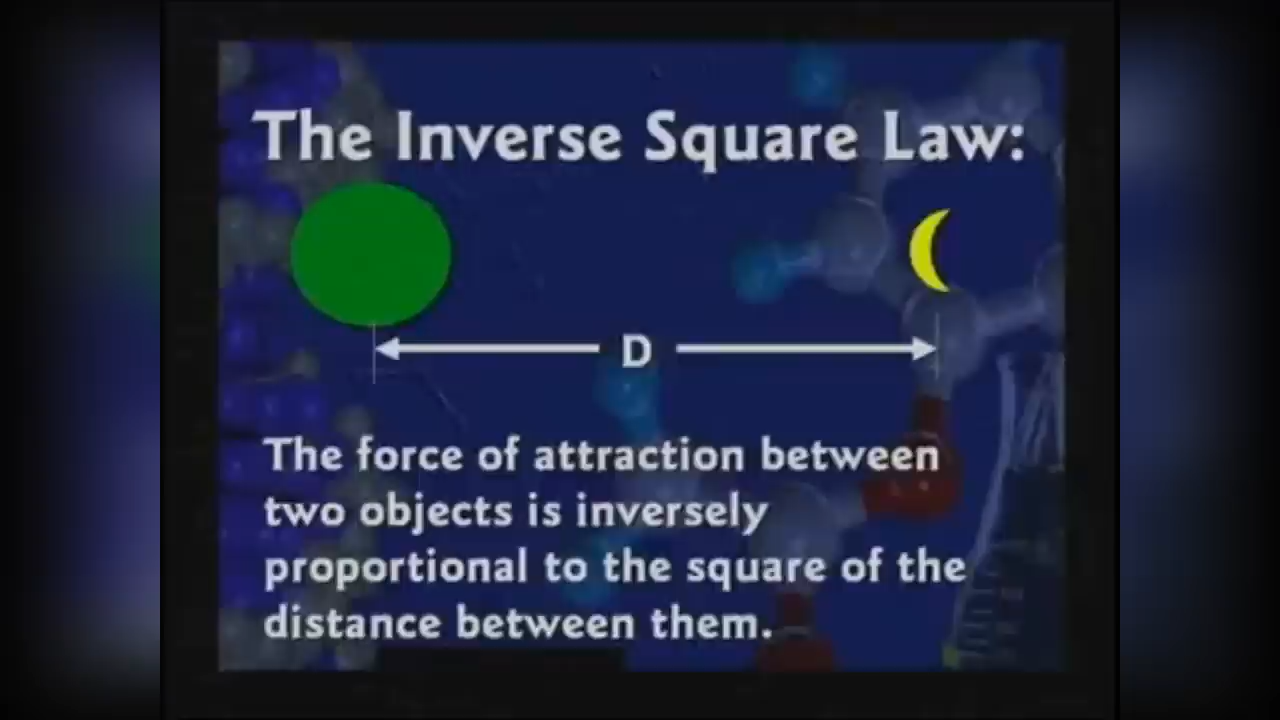 The Inverse Square Law:
D
The force of attraction between
two objects is inversely
proportional to the square of the
distance between them.